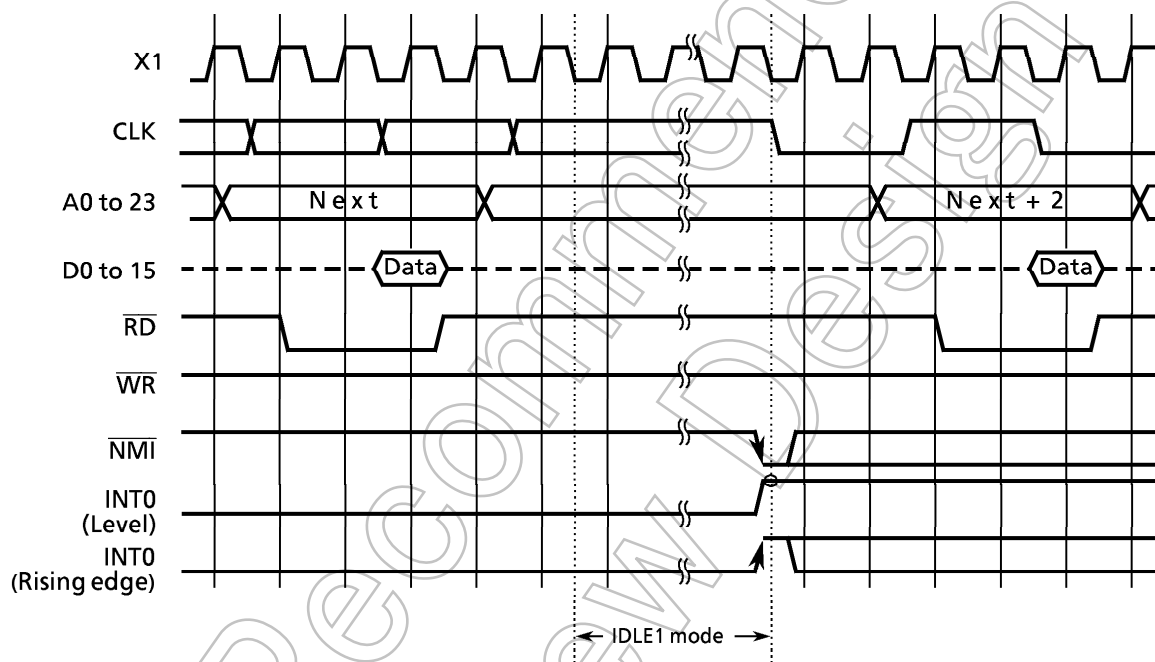 X1
CLK
A0 to 23
Next
Next + 2
D0 to 15
Data
Data
RD
WR
NMI
INT0
(Level)
INT0
(Rising edge)
IDLE1 mode